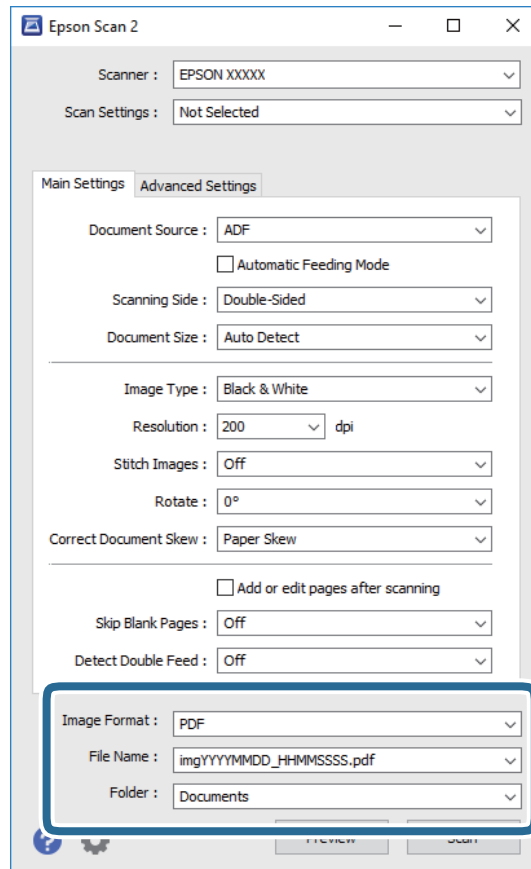 Epson Scan 2
Scanner : EPSON XXXXX
Scan Settings : Not Selected
Main Settings Advanced Settings
Document Source : ADF
Automatic Feeding Mode
Scanning Side : Double-Sided
Document Size : Auto Detect
Image Type : Black & White
Resolution : 200 dpi
Stitch Images : Off
Rotate : 0°
Correct Document Skew : Paper Skew
Add or edit pages after scanning
Skip Blank Pages : Off
Detect Double Feed : Off
Image Format : PDF
File Name : imgYYYYMMDD_HHMMSSSS.pdf
Folder : Documents
? Preview Scan